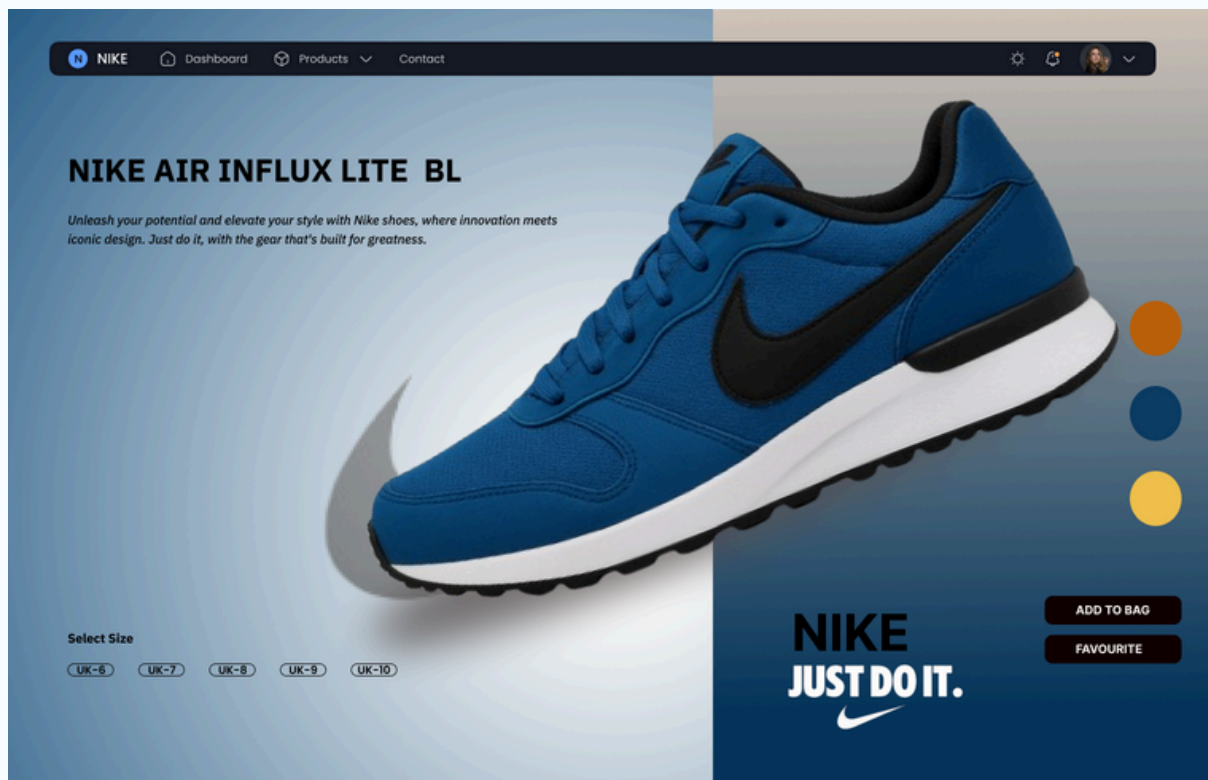 N NIKE Dashboard Products Contact
NIKE AIR INFLUX LITE BL
Unleash your potential and elevate your style with Nike shoes, where innovation meets
iconic design. Just do it, with the gear that's built for greatness.
Select Size
UK-6 UK-7 UK-8 UK-9 UK-10
NIKE
JUST DO IT.
ADD TO BAG
FAVOURITE